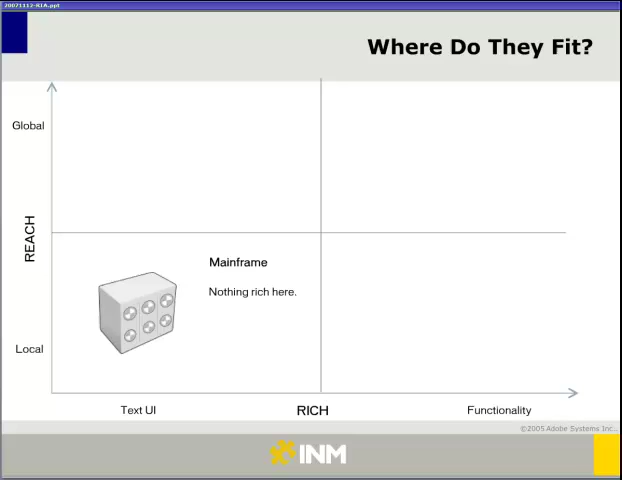 20071112-RIA.ppt
Where Do They Fit?
Global
REACH
Mainframe
Nothing rich here.
Local
Text UI
RICH
Functionality
©2005 Adobe Systems Inc..
INM